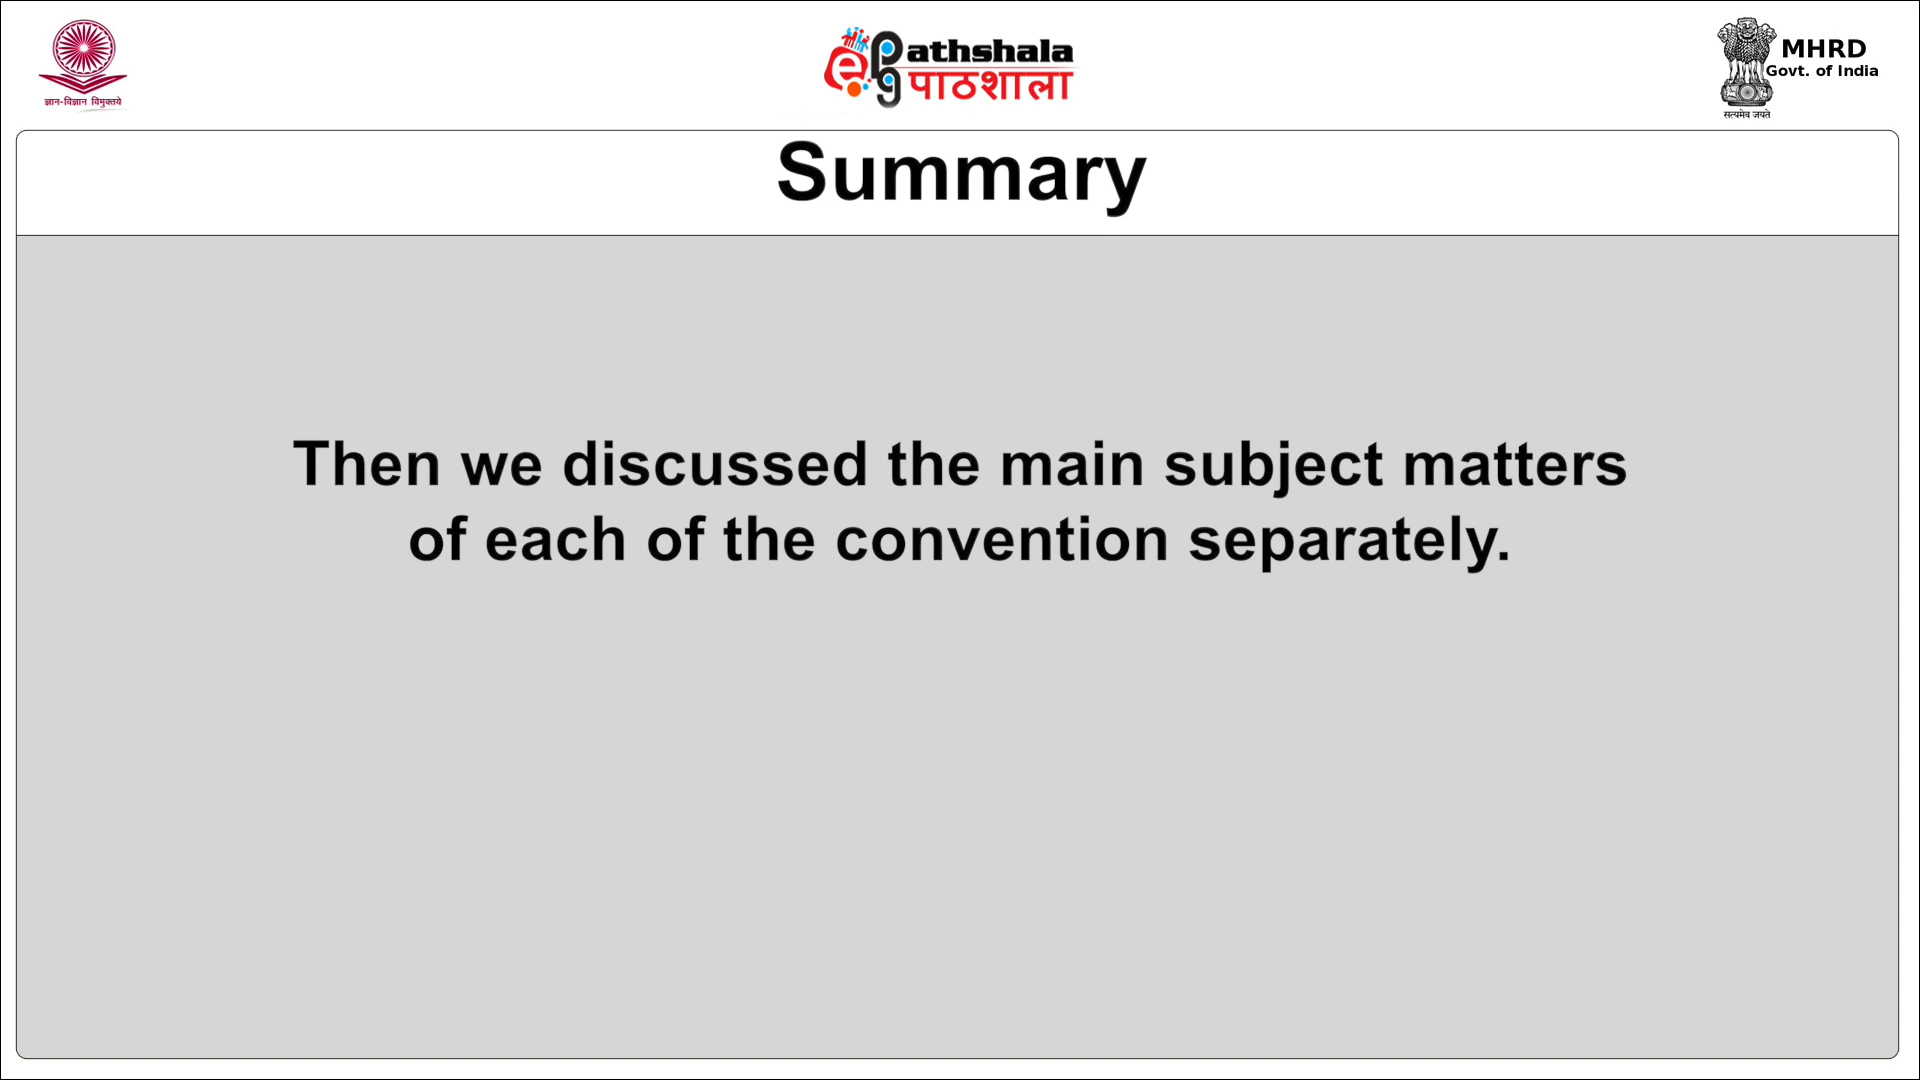 ज्ञान-विज्ञान विमुक्तये
e Pathshala
पाठशाला
MHRD
Govt. of India
सत्यमेव जयते
Summary
Then we discussed the main subject matters
of each of the convention separately.